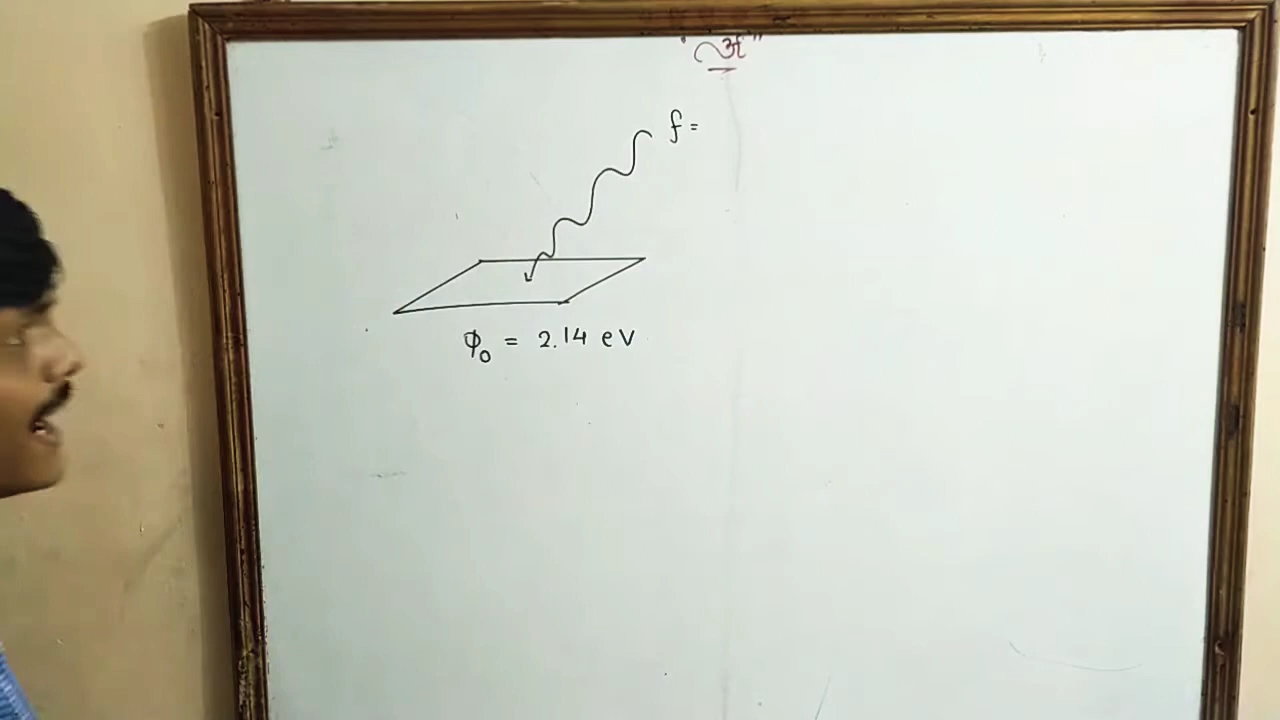 f =
φ₀ = 2.14 eV